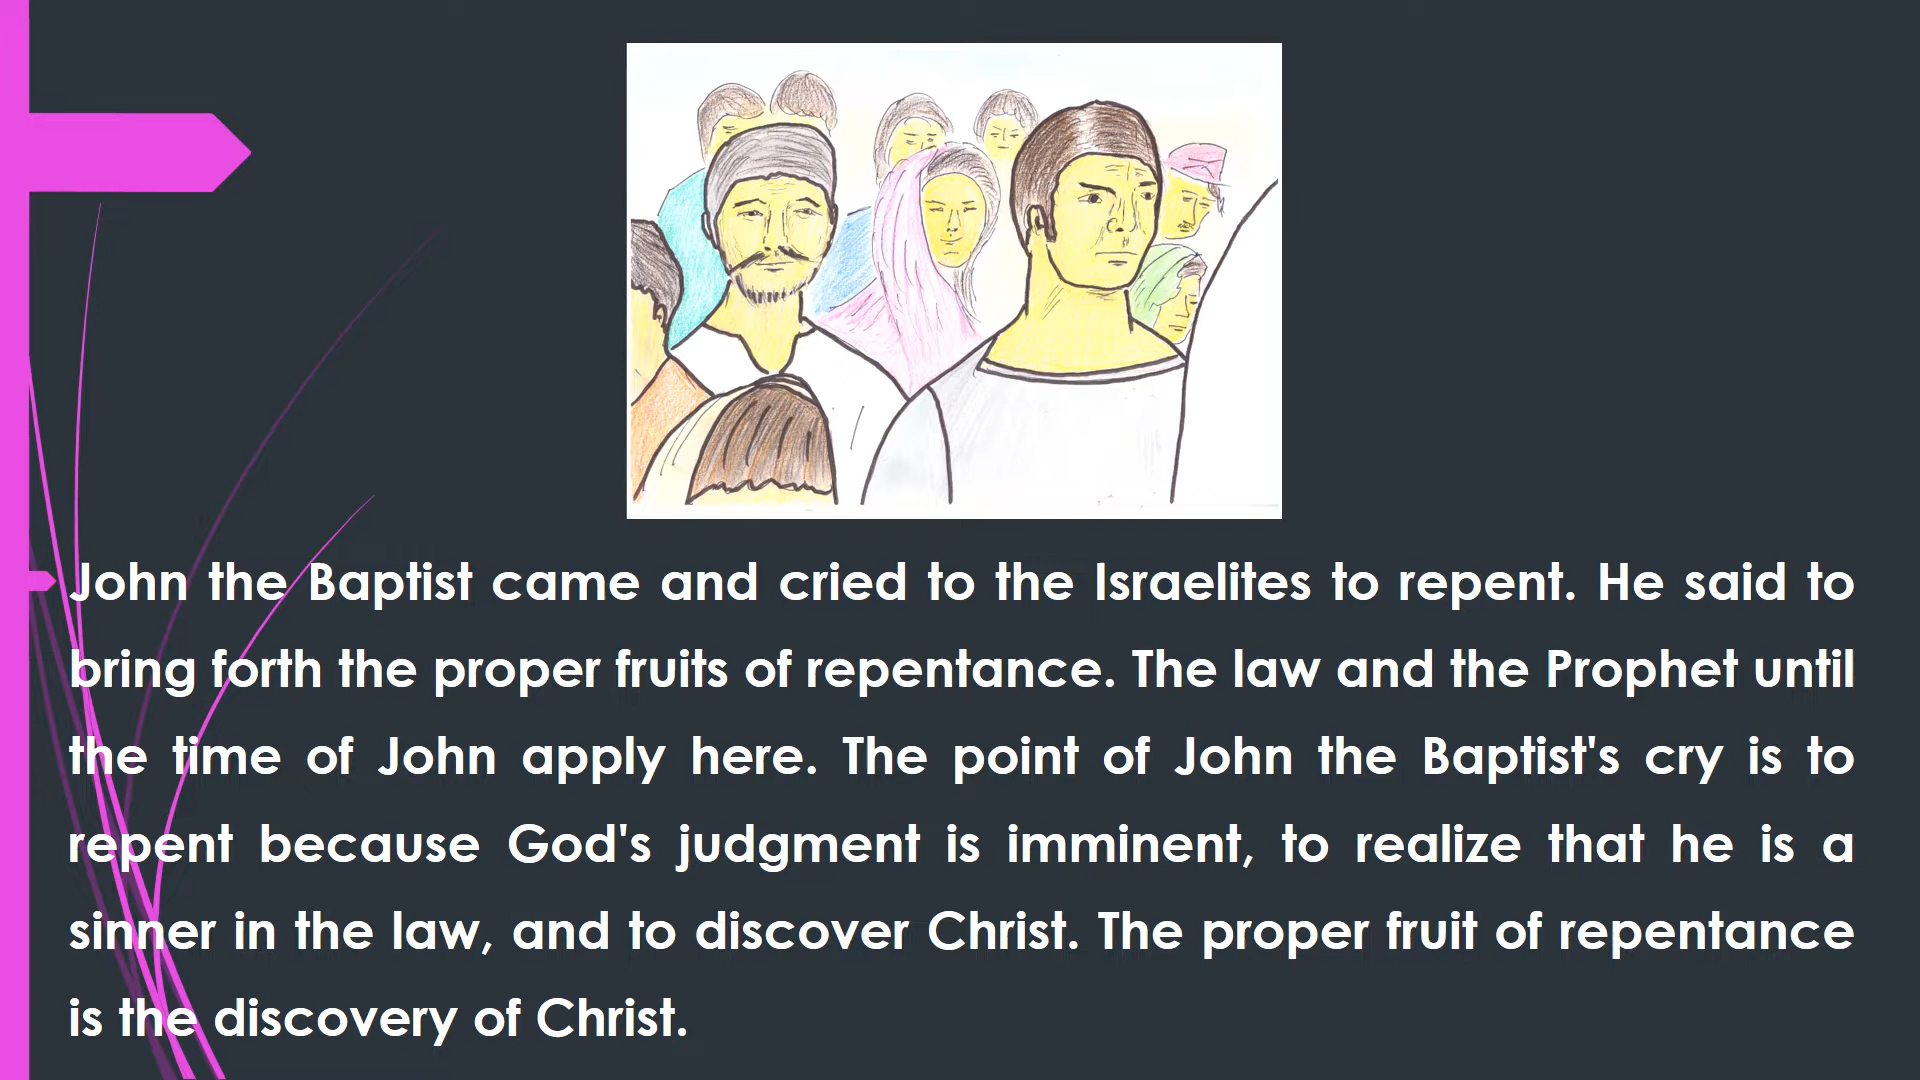 John the Baptist came and cried to the Israelites to repent. He said to
bring forth the proper fruits of repentance. The law and the Prophet until
the time of John apply here. The point of John the Baptist's cry is to
repent because God's judgment is imminent, to realize that he is a
sinner in the law, and to discover Christ. The proper fruit of repentance
is the discovery of Christ.